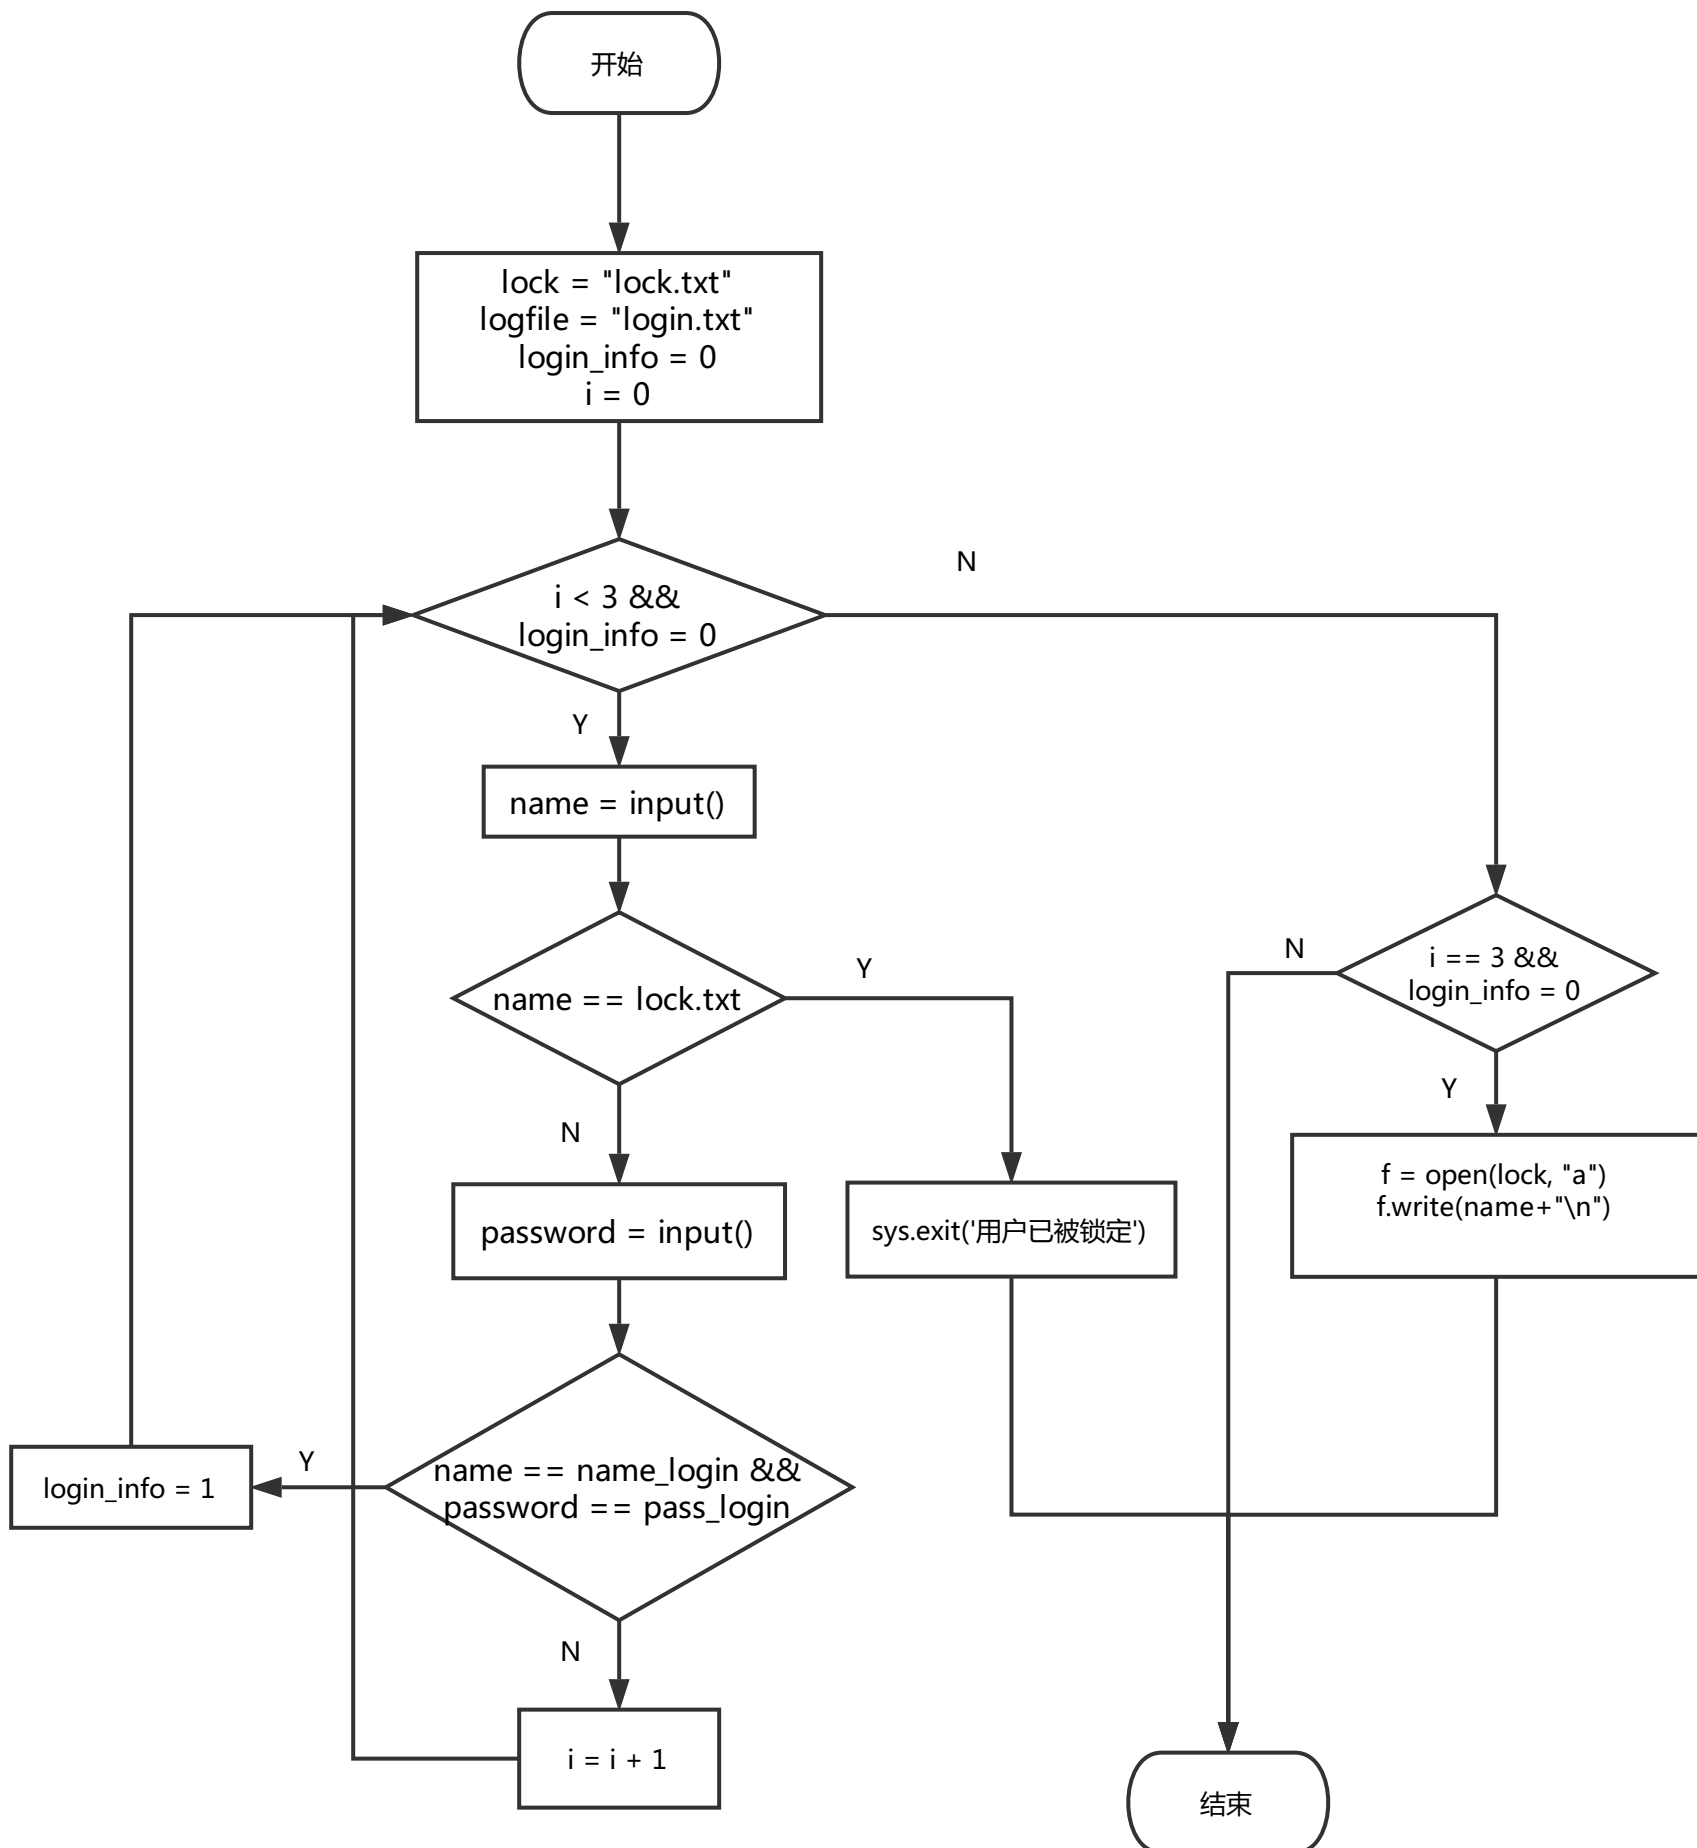 开始
lock = "lock.txt"
logfile = "login.txt"
login_info = 0
i = 0
N
i < 3 &&
login_info = 0
Y
name = input()
N
i == 3 &&
login_info = 0
Y
name == lock.txt
Y
N
f = open(lock, "a")
f.write(name+"\n")
password = input()
sys.exit('用户已被锁定')
Y
name == name_login &&
password == pass_login
login_info = 1
N
i = i + 1
结束